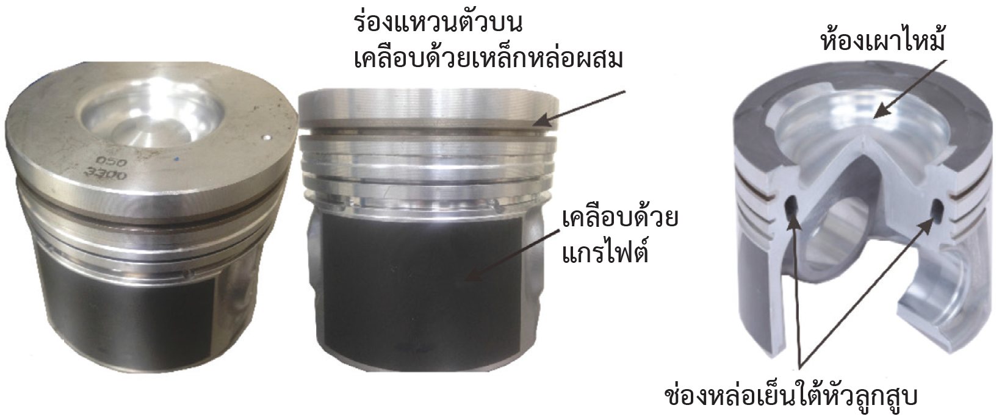 ร่องแหวนตัวบน
เคลือบด้วยเหล็กหล่อผสม
ห้องเผาไหม้
050
3300
เคลือบด้วย
แกรไฟต์
ช่องหล่อเย็นใต้หัวลูกสูบ